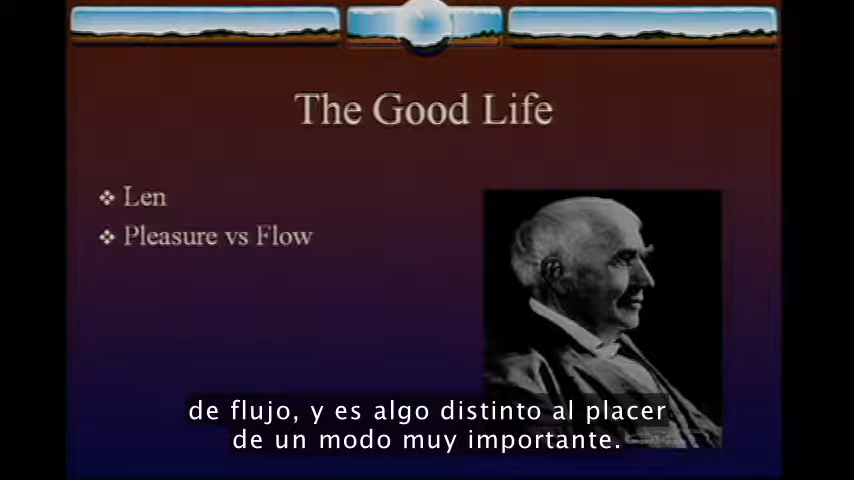 The Good Life
❖ Len
❖ Pleasure vs Flow
de flujo, y es algo distinto al placer
de un modo muy importante.